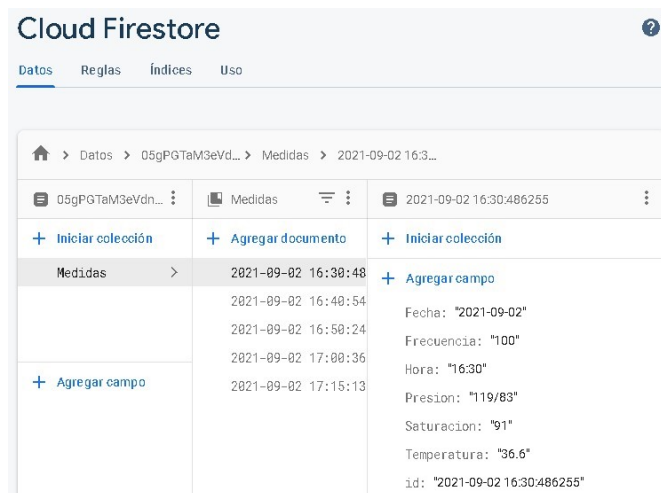 Cloud Firestore
Datos Reglas Índices Uso
Datos > 05gPGTaM3eVd... > Medidas > 2021-09-02 16:3...
05gPGTaM3eVdn...
Iniciar colección
Medidas
Agregar campo
Medidas
Agregar documento
2021-09-02 16:30:48
2021-09-02 16:40:54
2021-09-02 16:50:24
2021-09-02 17:00:36
2021-09-02 17:15:13
2021-09-02 16:30:486255
Iniciar colección
Agregar campo
Fecha: "2021-09-02"
Frecuencia: "100"
Hora: "16:30"
Presion: "119/83"
Saturacion: "91"
Temperatura: "36.6"
id: "2021-09-02 16:30:486255"